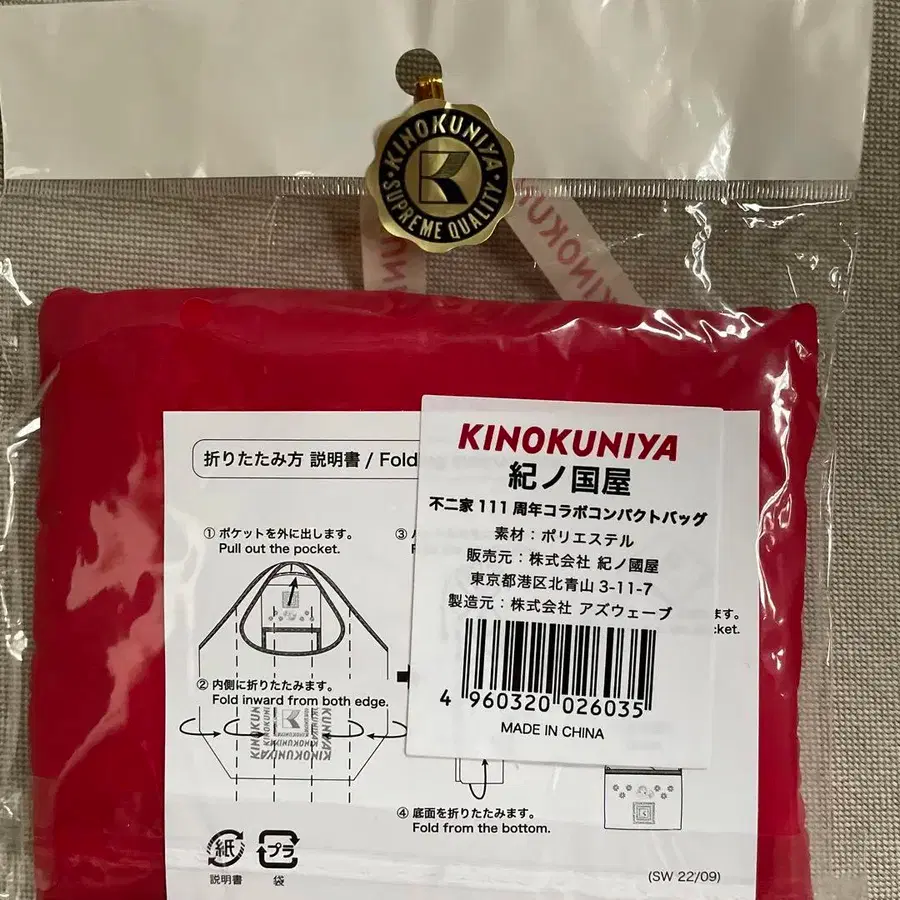 KINOKUNIYA
SUPREME QUALITY
K
折りたたみ方 説明書 / Fold
① ポケットを外に出します。
Pull out the pocket.
② 内側に折りたたみます。
Fold inward from both edge.
KINOKUNIYA
③
ます。
cket.
④ 底面を折りたたみます。
Fold from the bottom.
紙
説明書
プラ
袋
(SW 22'/09)
KINOKUNIYA
紀ノ国屋
不二家 111 周年コラボコンパクトバッグ
素材：ポリエステル
販売元：株式会社 紀ノ國屋
東京都港区北青山 3-11-7
製造元：株式会社 アズウェーブ
4 960320 026035
MADE IN CHINA